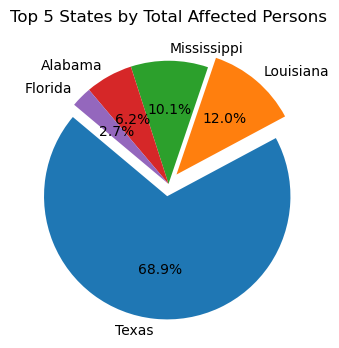 Top 5 States by Total Affected Persons
Mississippi
Alabama
Louisiana
Florida
10.1%
12.0%
6.2%
2.7%
68.9%
Texas